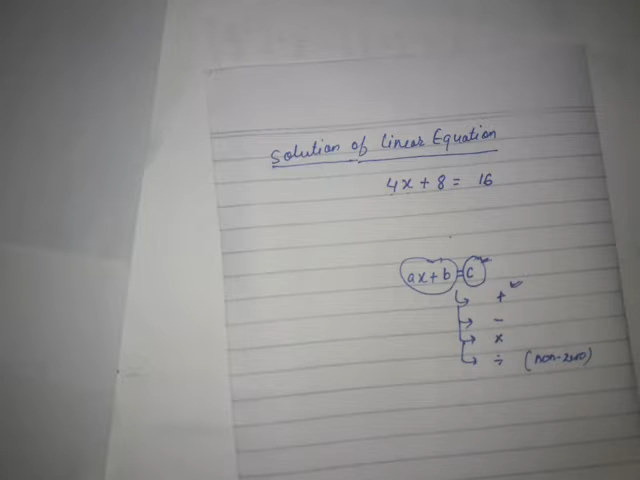 Solution of Linear Equation
4x + 8 = 16
ax + b = c
+
-
×
÷ (non-zero)